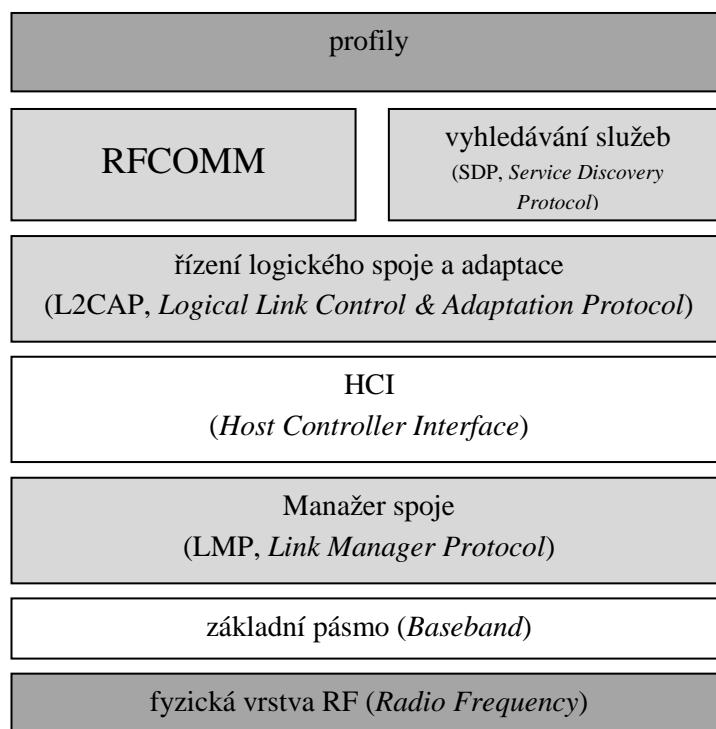 profily
RFCOMM
vyhledávání služeb
(SDP, Service Discovery
Protocol)
řízení logického spoje a adaptace
(L2CAP, Logical Link Control & Adaptation Protocol)
HCI
(Host Controller Interface)
Manažer spoje
(LMP, Link Manager Protocol)
základní pásmo (Baseband)
fyzická vrstva RF (Radio Frequency)